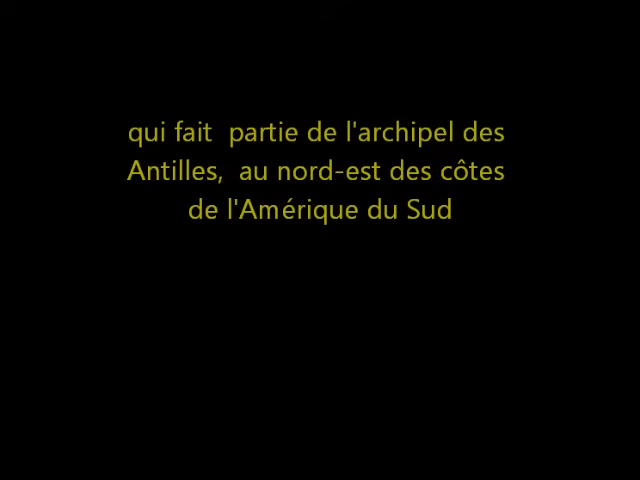 qui fait  partie de l'archipel des
Antilles,  au nord-est des côtes
de l'Amérique du Sud